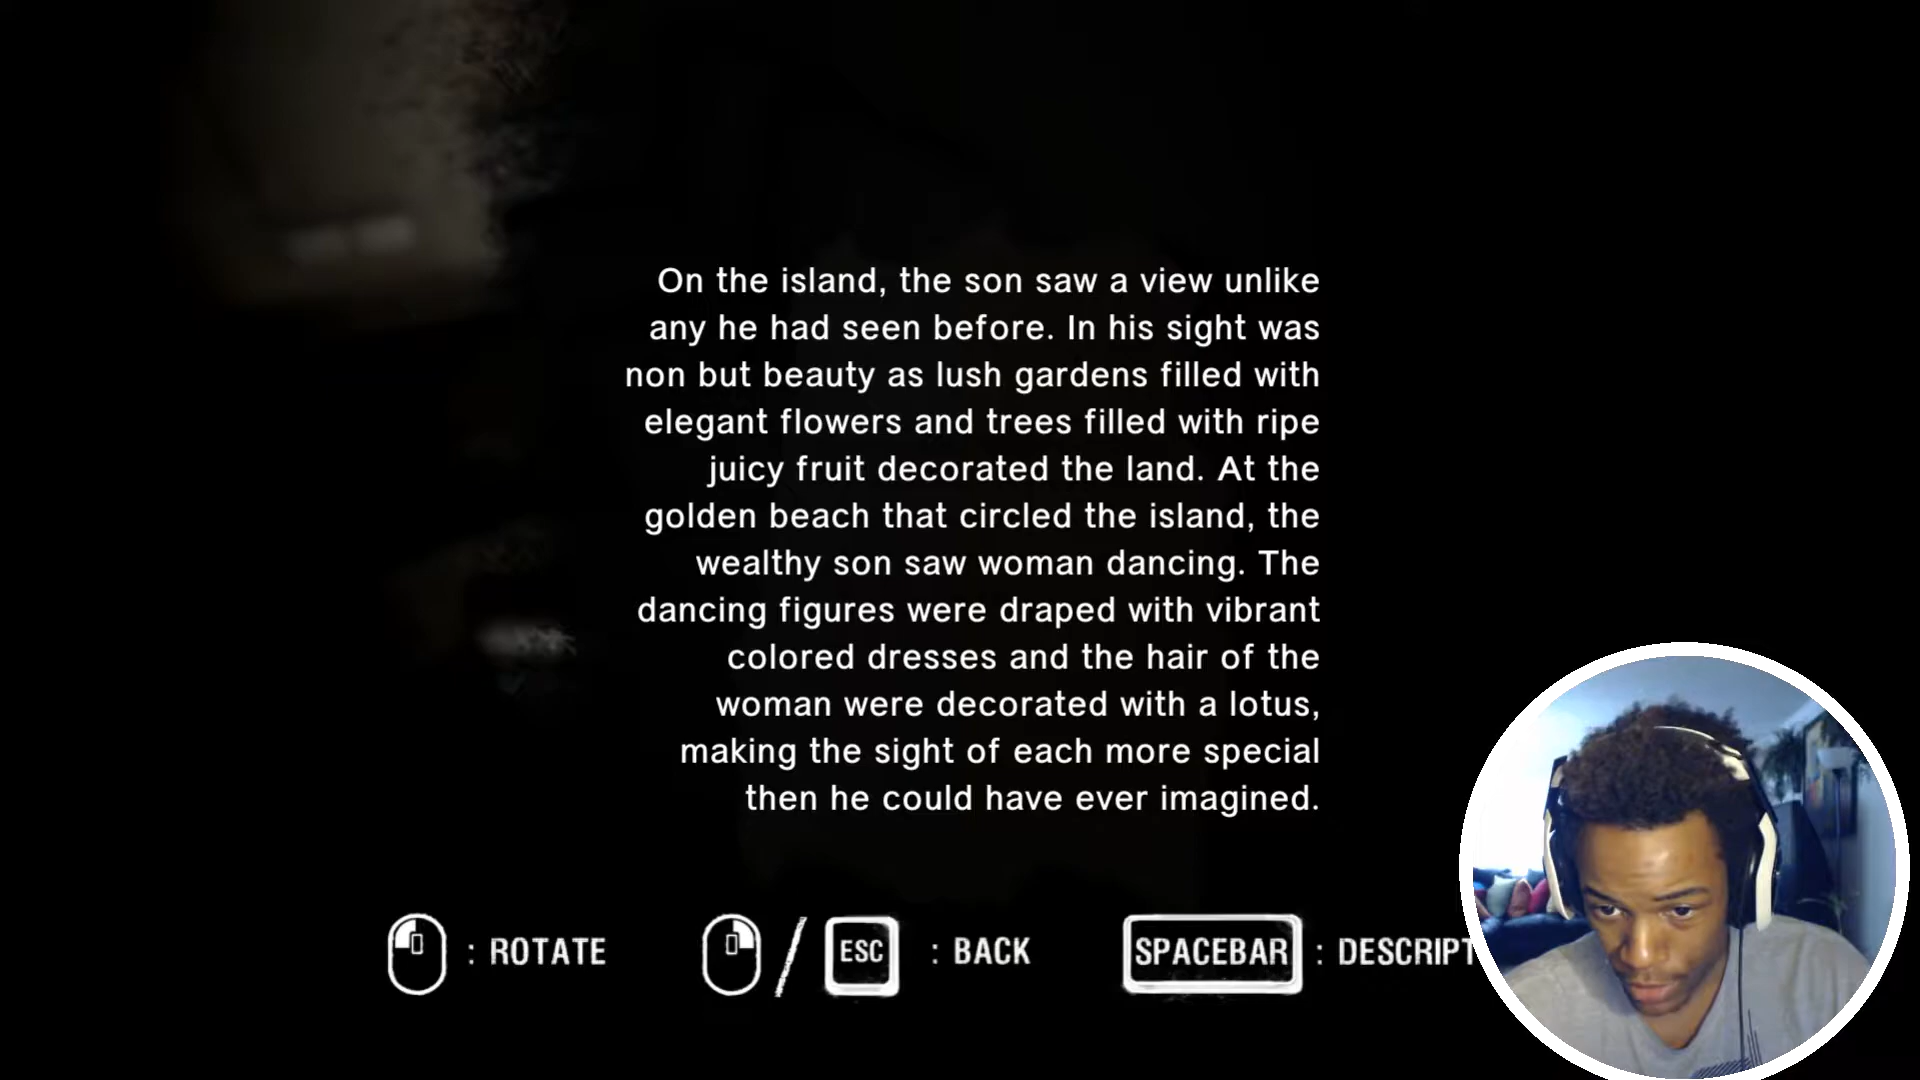 On the island, the son saw a view unlike
any he had seen before. In his sight was
non but beauty as lush gardens filled with
elegant flowers and trees filled with ripe
juicy fruit decorated the land. At the
golden beach that circled the island, the
wealthy son saw woman dancing. The
dancing figures were draped with vibrant
colored dresses and the hair of the
woman were decorated with a lotus,
making the sight of each more special
then he could have ever imagined.
: ROTATE / ESC : BACK SPACEBAR : DESCRIPT